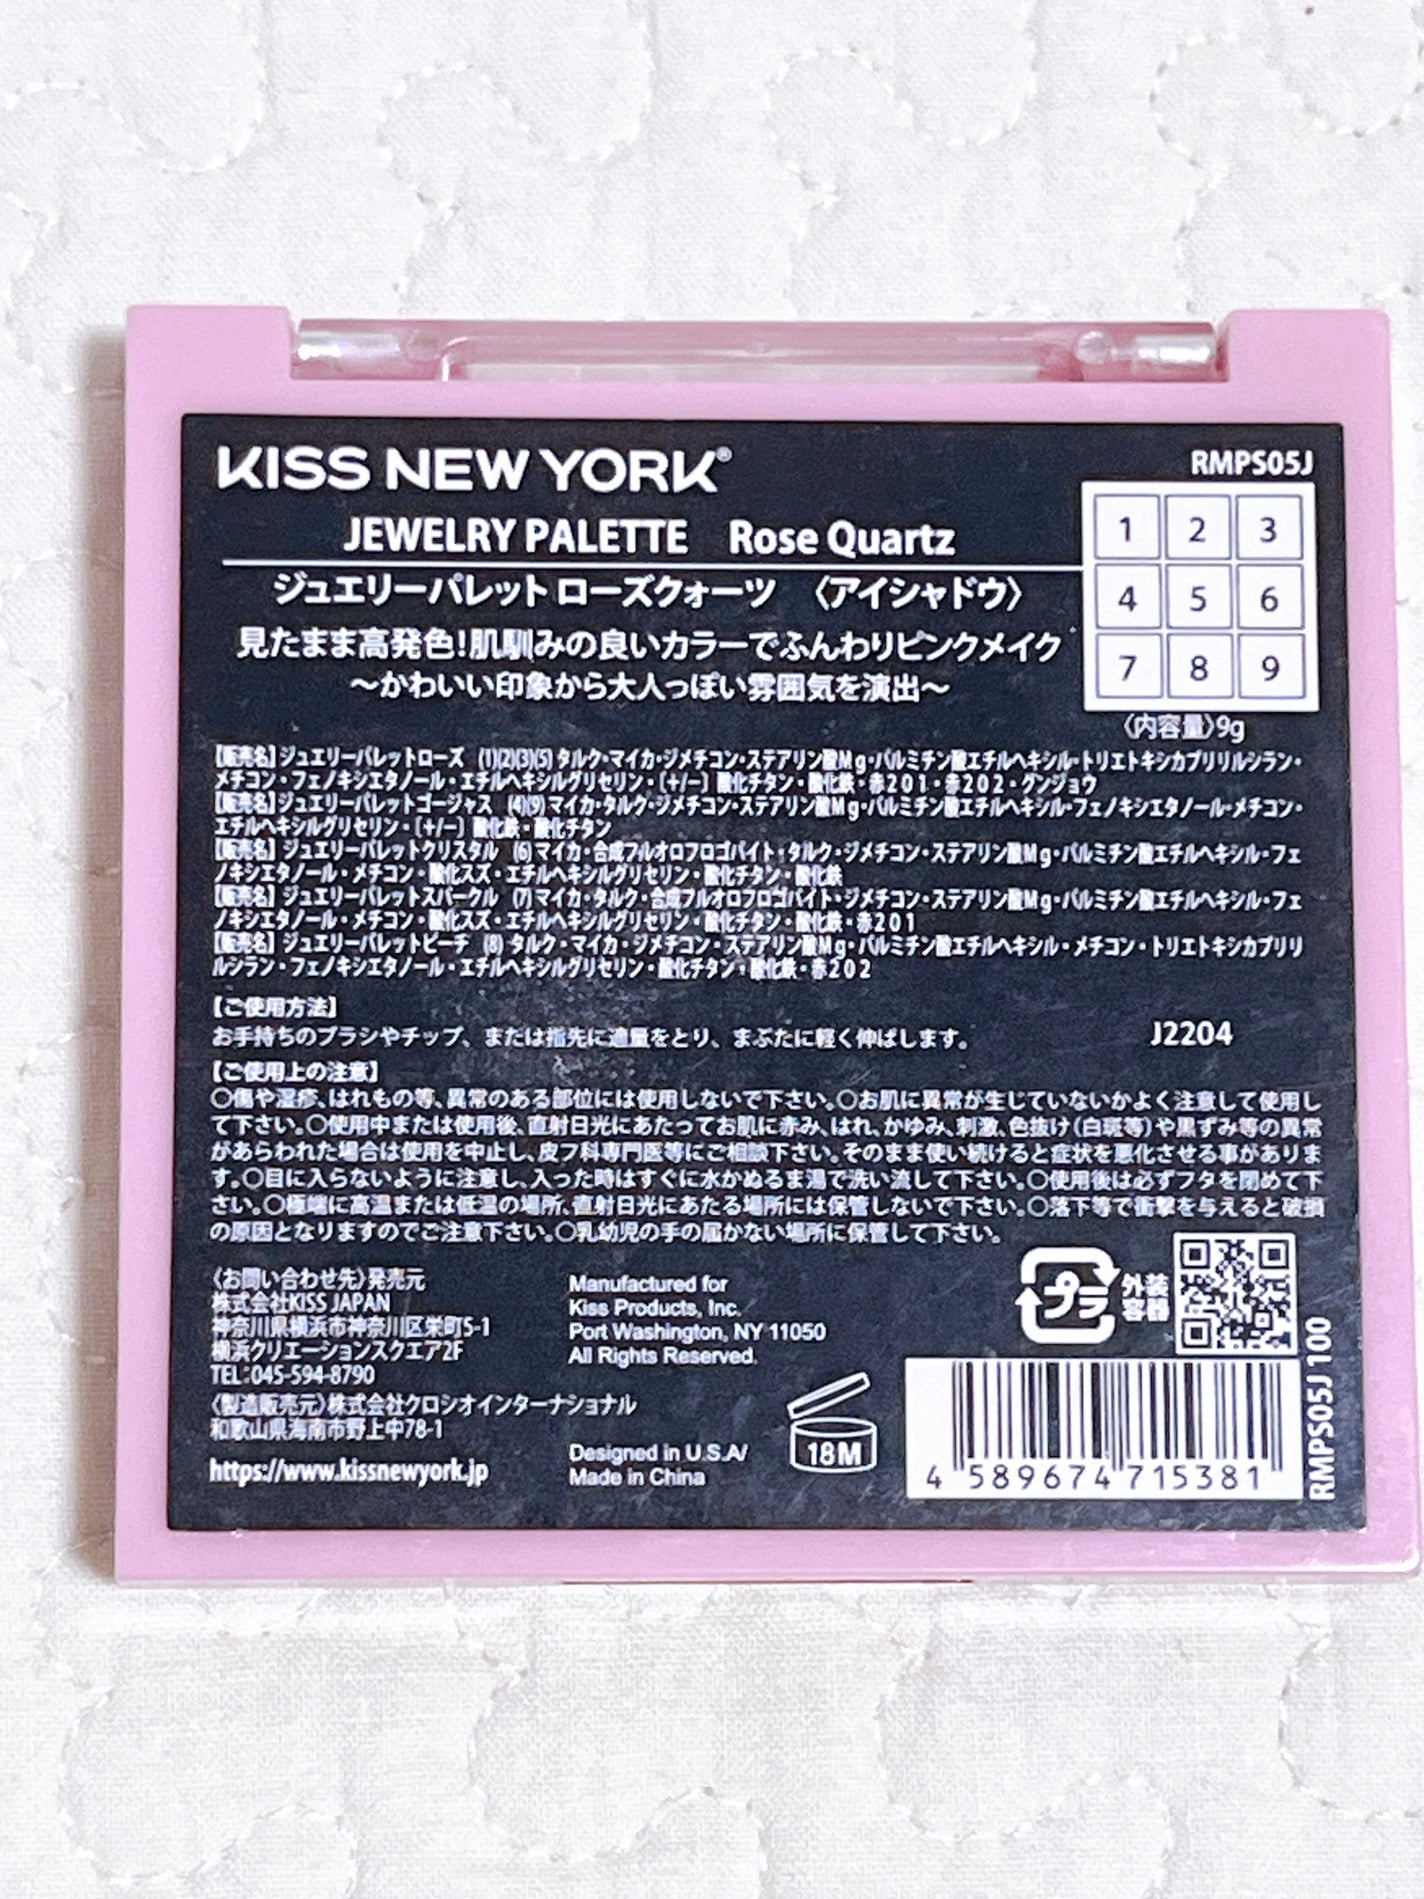 KISS NEW YORK®
RMPS05J
JEWELRY PALETTE Rose Quartz
ジュエリーパレット ローズクォーツ 〈アイシャドウ〉
見たまま高発色!肌馴みの良いカラーでふんわりピンクメイク
～かわいい印象から大人っぽい雰囲気を演出～
1 2 3
4 5 6
7 8 9
〈内容量〉9g
【販売名】ジュエリーパレットローズ (1)(2)(3)(5) タルク・マイカ・ジメチコン・ステアリン酸Mg・パルミチン酸エチルヘキシル・トリエトキシカプリリルシラン・
メチコン・フェノキシエタノール・エチルヘキシルグリセリン・〔+/−〕酸化チタン・酸化鉄・赤201・赤202・グンジョウ
【販売名】ジュエリーパレットゴージャス (4)(9) マイカ・タルク・ジメチコン・ステアリン酸Mg・パルミチン酸エチルヘキシル・フェノキシエタノール・メチコン・
エチルヘキシルグリセリン・〔+/−〕酸化鉄・酸化チタン
【販売名】ジュエリーパレットクリスタル (6) マイカ・合成フルオロフロゴパイト・タルク・ジメチコン・ステアリン酸Mg・パルミチン酸エチルヘキシル・フェ
ノキシエタノール・メチコン・酸化スズ・エチルヘキシルグリセリン・酸化チタン・酸化鉄
【販売名】ジュエリーパレットスパークル (7) マイカ・タルク・合成フルオロフロゴパイト・ジメチコン・ステアリン酸Mg・パルミチン酸エチルヘキシル・フェ
ノキシエタノール・メチコン・酸化スズ・エチルヘキシルグリセリン・酸化チタン・酸化鉄・赤201
【販売名】ジュエリーパレットピーチ (8) タルク・マイカ・ジメチコン・ステアリン酸Mg・パルミチン酸エチルヘキシル・メチコン・トリエトキシカプリリ
ルシラン・フェノキシエタノール・エチルヘキシルグリセリン・酸化チタン・酸化鉄・赤202
【ご使用方法】
お手持ちのブラシやチップ、または指先に適量をとり、まぶたに軽く伸ばします。
J2204
【ご使用上の注意】
○傷や湿疹、はれもの等、異常のある部位には使用しないで下さい。○お肌に異常が生じていないかよく注意して使用し
て下さい。○使用中または使用後、直射日光にあたってお肌に赤み、はれ、かゆみ、刺激、色抜け(白斑等)や黒ずみ等の異常
があらわれた場合は使用を中止し、皮フ科専門医等にご相談下さい。そのまま使い続けると症状を悪化させる事がありま
す。○目に入らないように注意し、入った時はすぐに水かぬるま湯で洗い流して下さい。○使用後は必ずフタを閉めて下
さい。○極端に高温または低温の場所、直射日光にあたる場所には保管しないで下さい。○落下等で衝撃を与えると破損
の原因となりますのでご注意下さい。○乳幼児の手の届かない場所に保管して下さい。
〈お問い合わせ先〉発売元
株式会社KISS JAPAN
神奈川県横浜市神奈川区栄町5-1
横浜クリエーションスクエア2F
TEL:045-594-8790
〈製造販売元〉株式会社クロシオインターナショナル
和歌山県海南市野上中78-1
https://www.kissnewyork.jp
Manufactured for
Kiss Products, Inc.
Port Washington, NY 11050
All Rights Reserved.
Designed in U.S.A/
Made in China
18M
プラ
外装
容器
4 589674 715381
RMPS05J 100